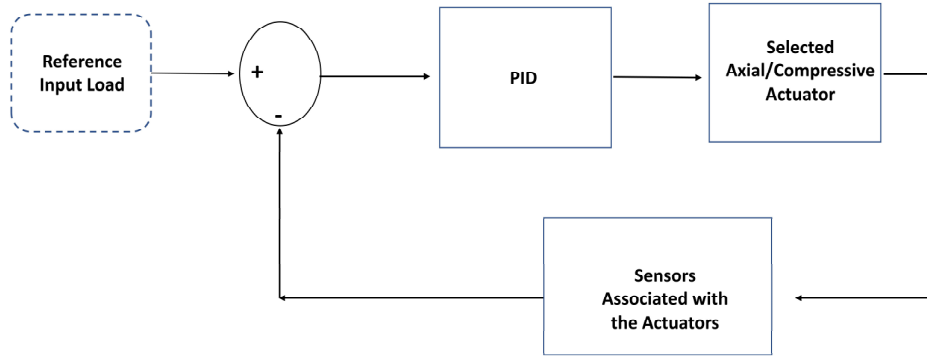 Reference
Input Load
+
-
PID
Selected
Axial/Compressive
Actuator
Sensors
Associated with
the Actuators